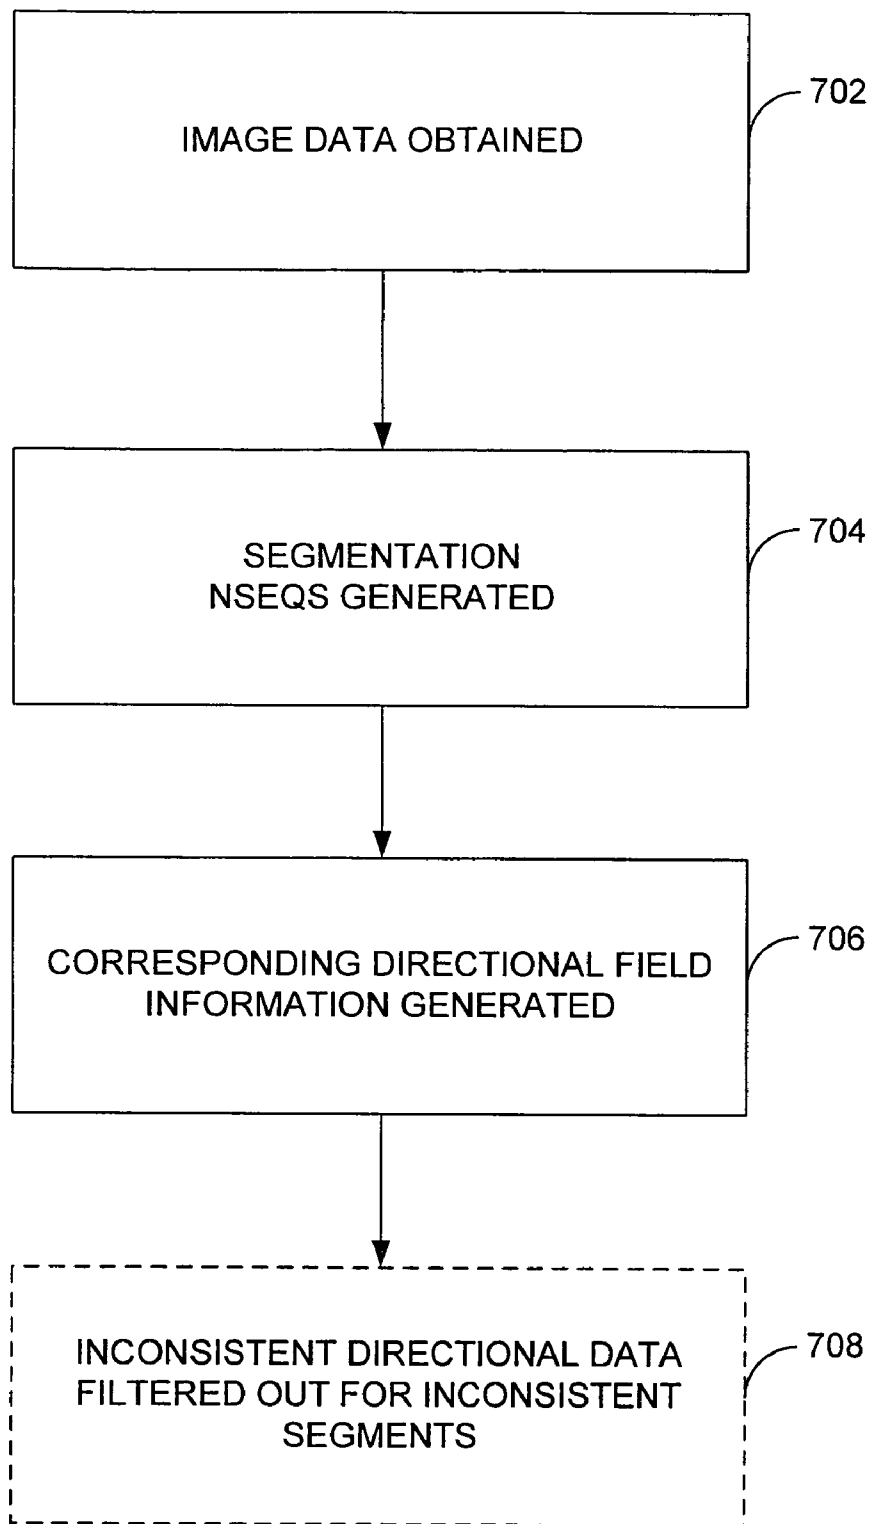 IMAGE DATA OBTAINED
702
SEGMENTATION
NSEQS GENERATED
704
CORRESPONDING DIRECTIONAL FIELD
INFORMATION GENERATED
706
INCONSISTENT DIRECTIONAL DATA
FILTERED OUT FOR INCONSISTENT
SEGMENTS
708